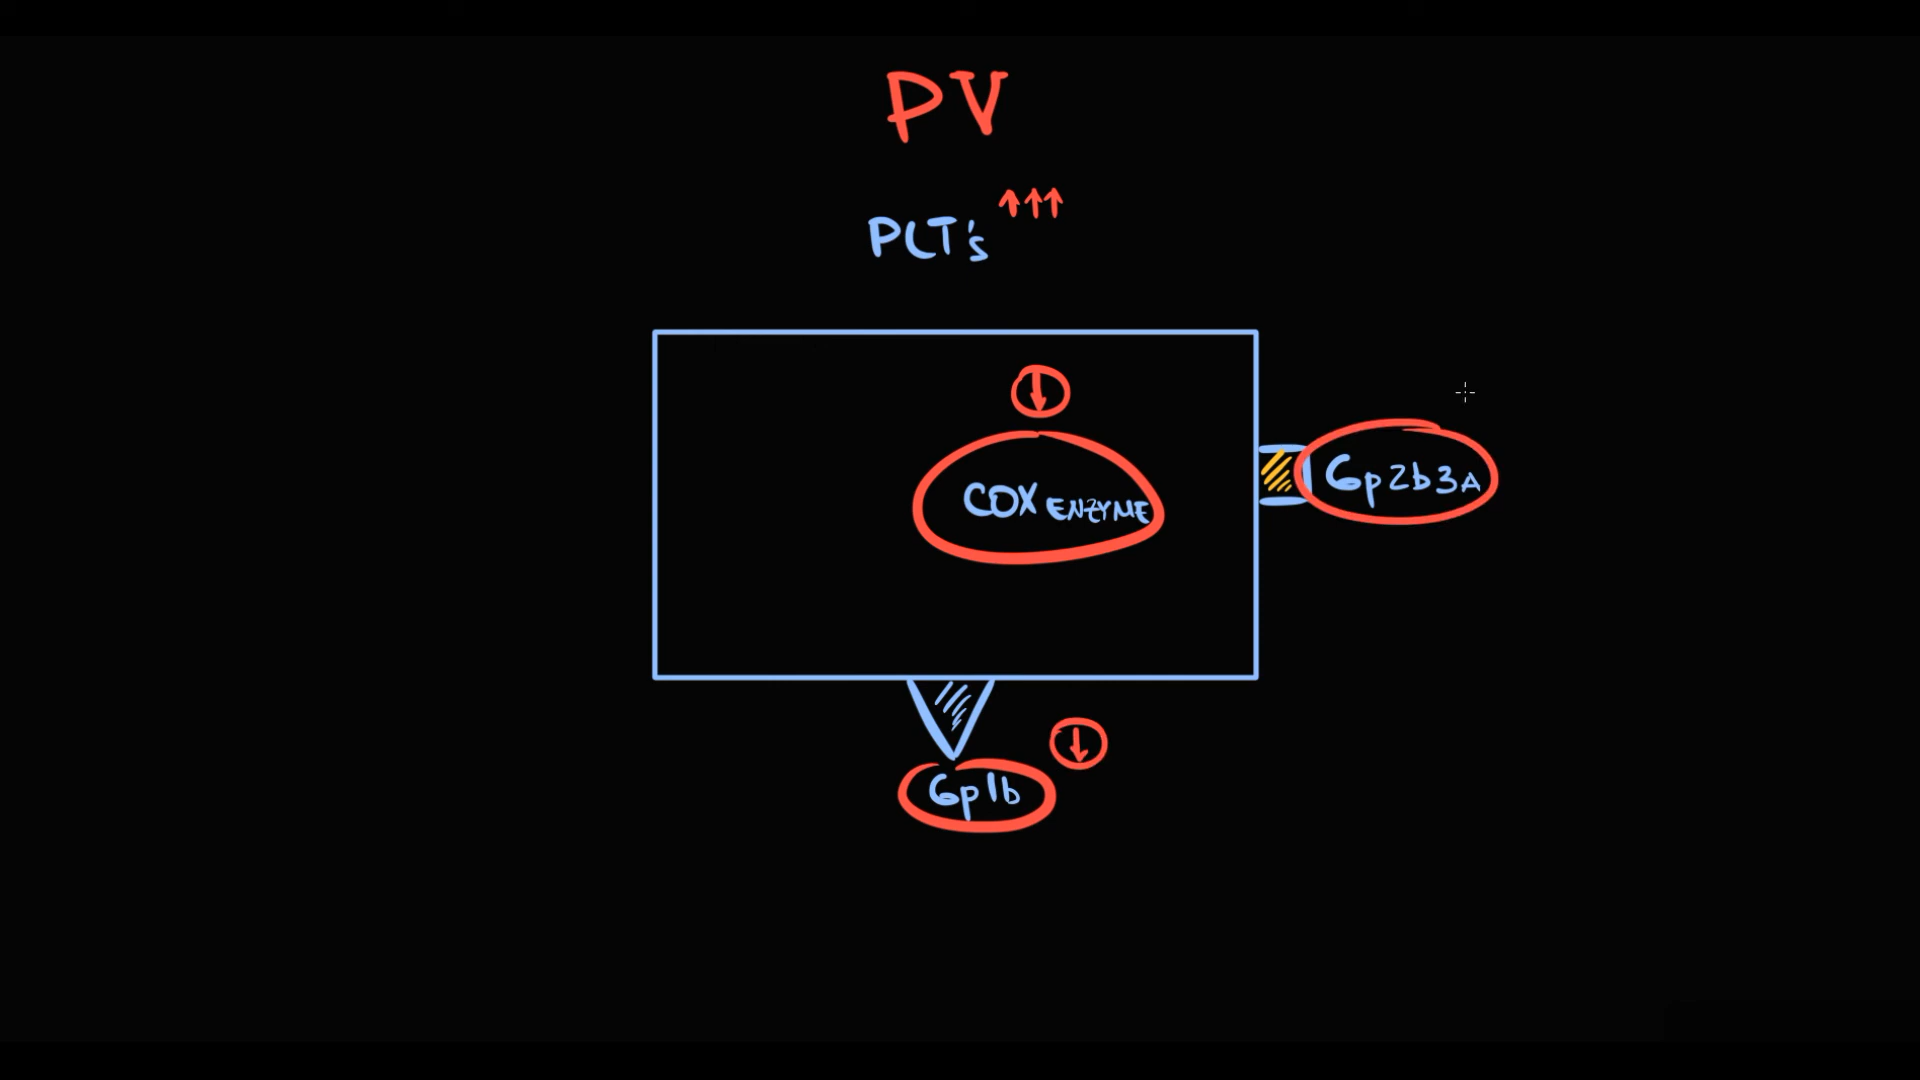 PV
PLT's ↑↑↑
↓
COX ENZYME
Gp2b3A
↓
Gp1b